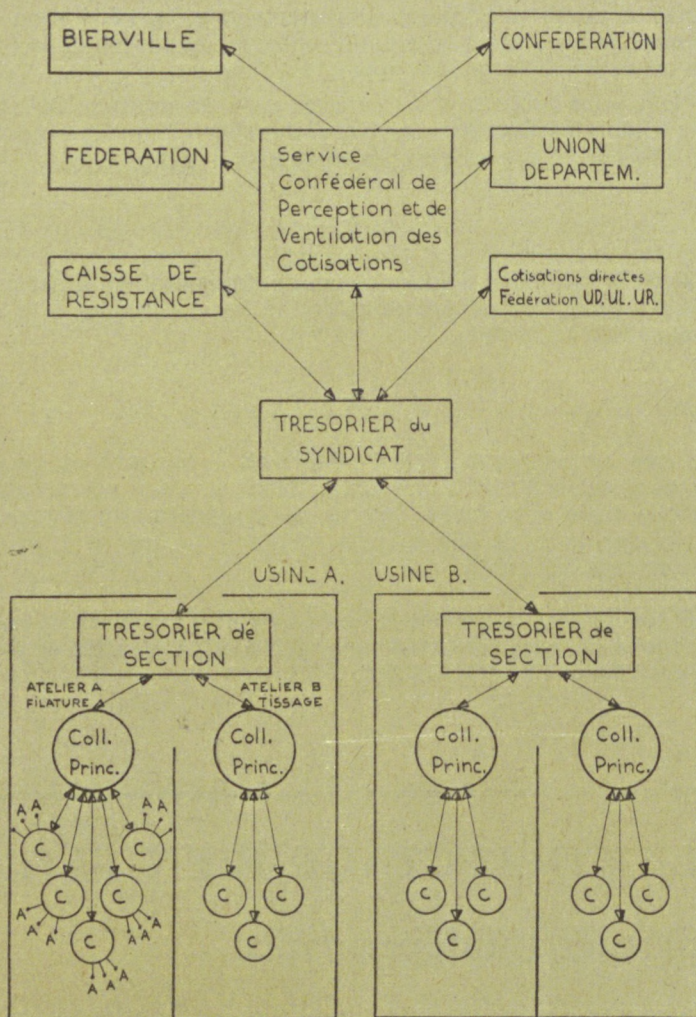 BIERVILLE
CONFEDERATION
FEDERATION
Service
Confédéral de
Perception et de
Ventilation des
Cotisations
UNION
DEPARTEM.
CAISSE DE
RESISTANCE
Cotisations directes
Fédération UD. UL. UR.
TRESORIER du
SYNDICAT
USINE A. USINE B.
TRESORIER dé
SECTION
TRESORIER de
SECTION
ATELIER A
FILATURE
ATELIER B
TISSAGE
Coll.
Princ.
Coll.
Princ.
Coll.
Princ.
Coll.
Princ.
A A A A
C C
A C C A A A
C C C C C C C C
A A A
C C C C
A A A